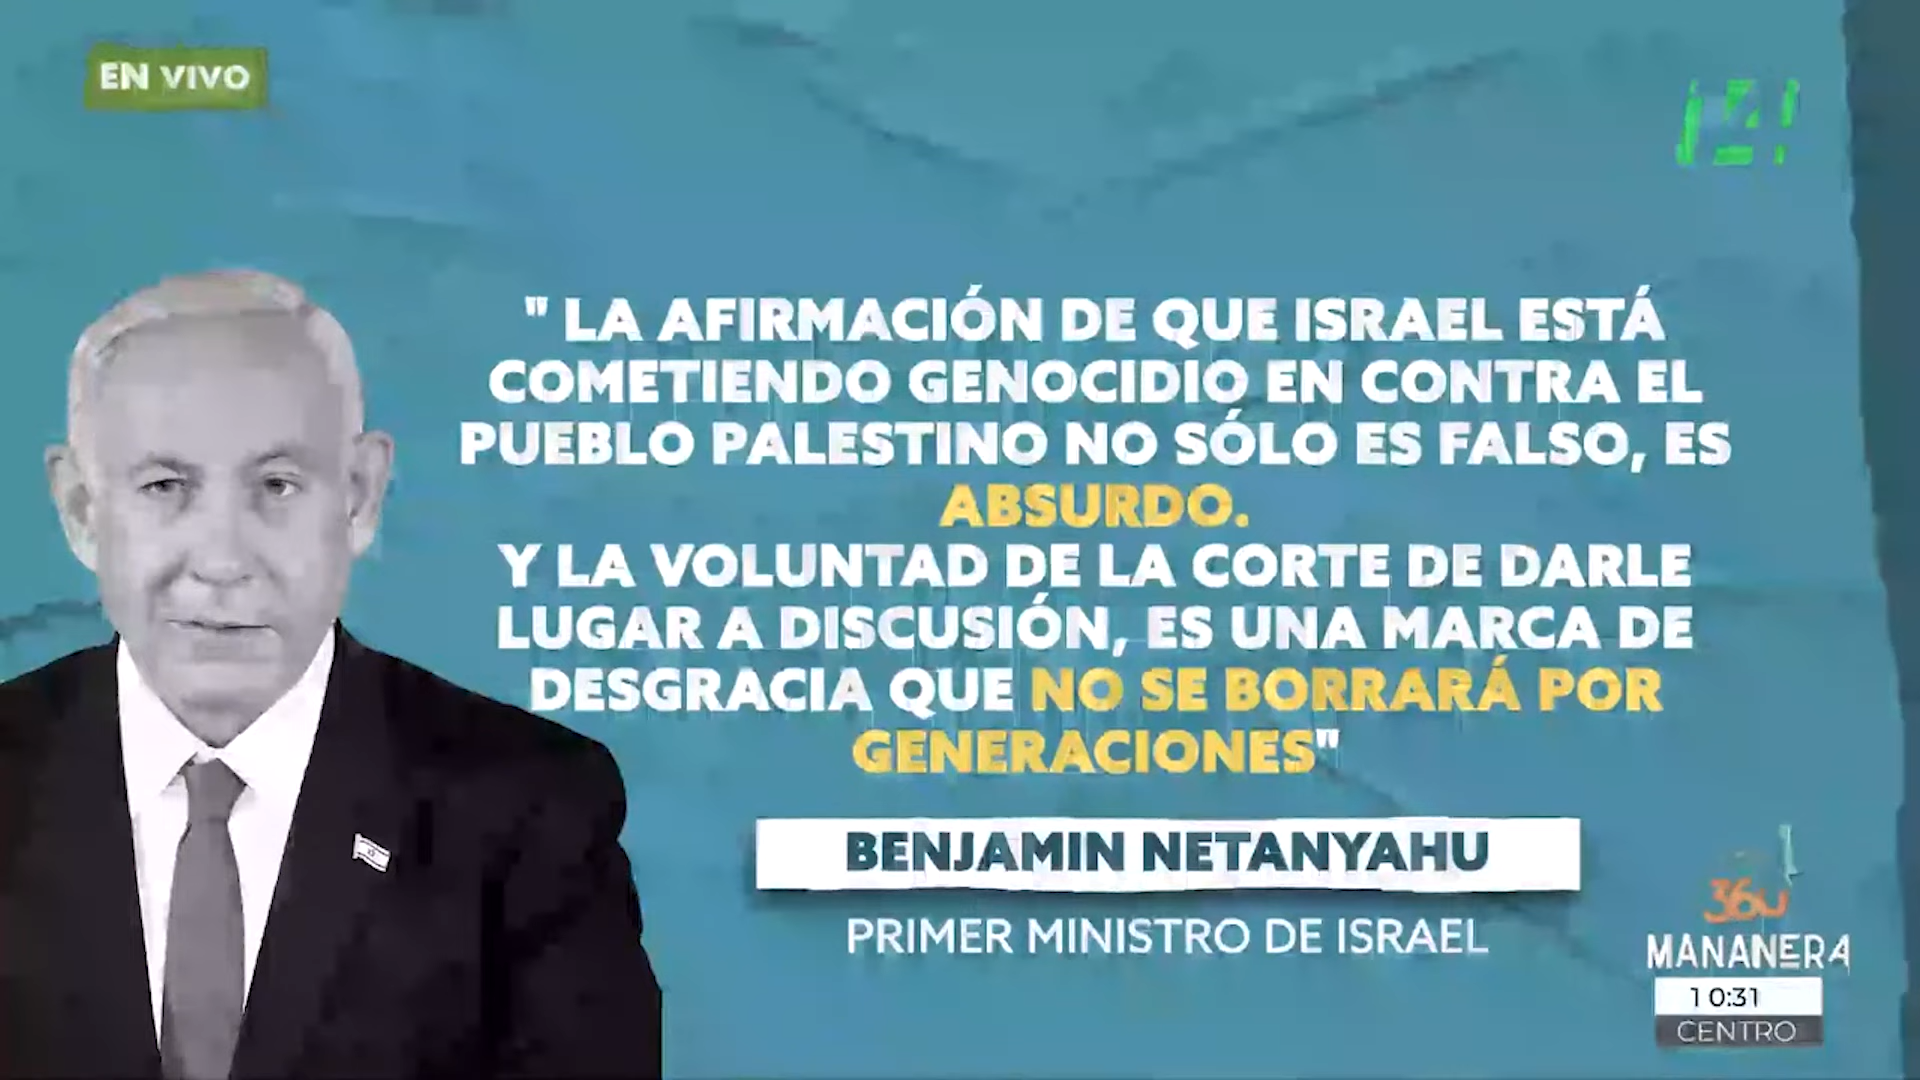 EN VIVO
" LA AFIRMACIÓN DE QUE ISRAEL ESTÁ
COMETIENDO GENOCIDIO EN CONTRA EL
PUEBLO PALESTINO NO SÓLO ES FALSO, ES
ABSURDO.
Y LA VOLUNTAD DE LA CORTE DE DARLE
LUGAR A DISCUSIÓN, ES UNA MARCA DE
DESGRACIA QUE NO SE BORRARÁ POR
GENERACIONES"
BENJAMIN NETANYAHU
PRIMER MINISTRO DE ISRAEL
MAÑANERA
10:31
CENTRO